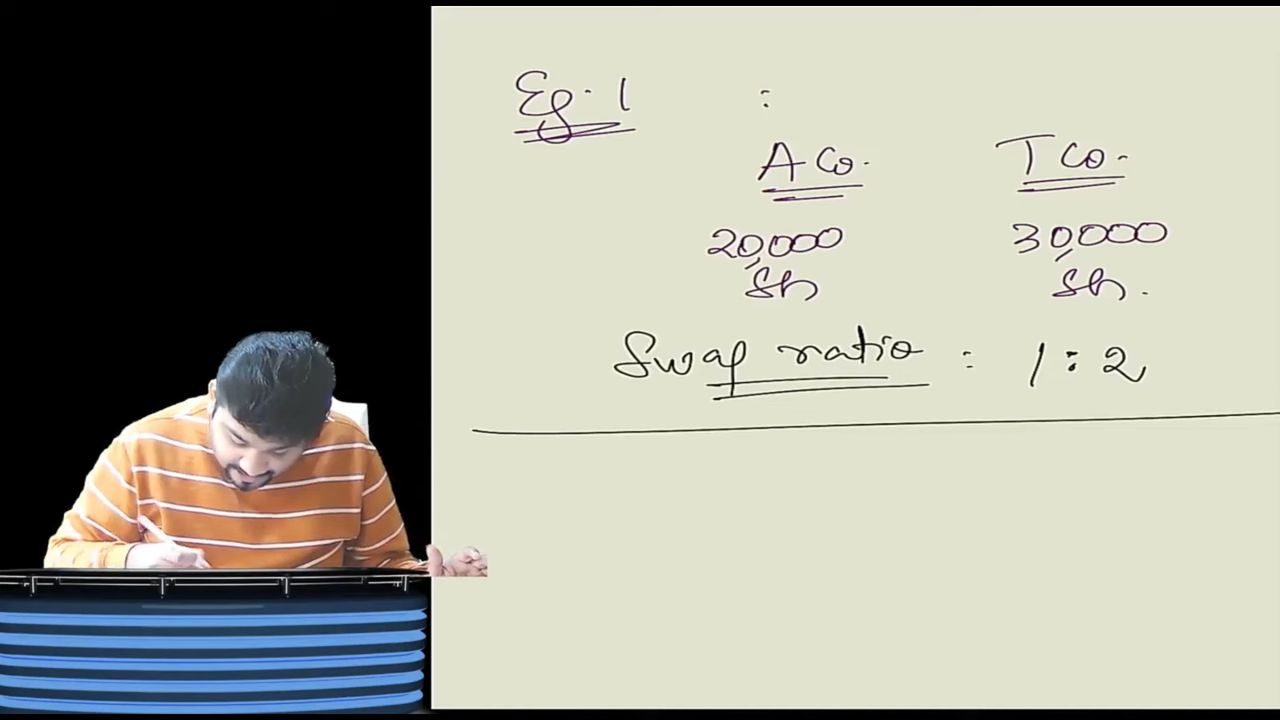 Eg. 1 :
A Co. T Co.
20,000 30,000
Sh Sh.
Swap ratio : 1 : 2